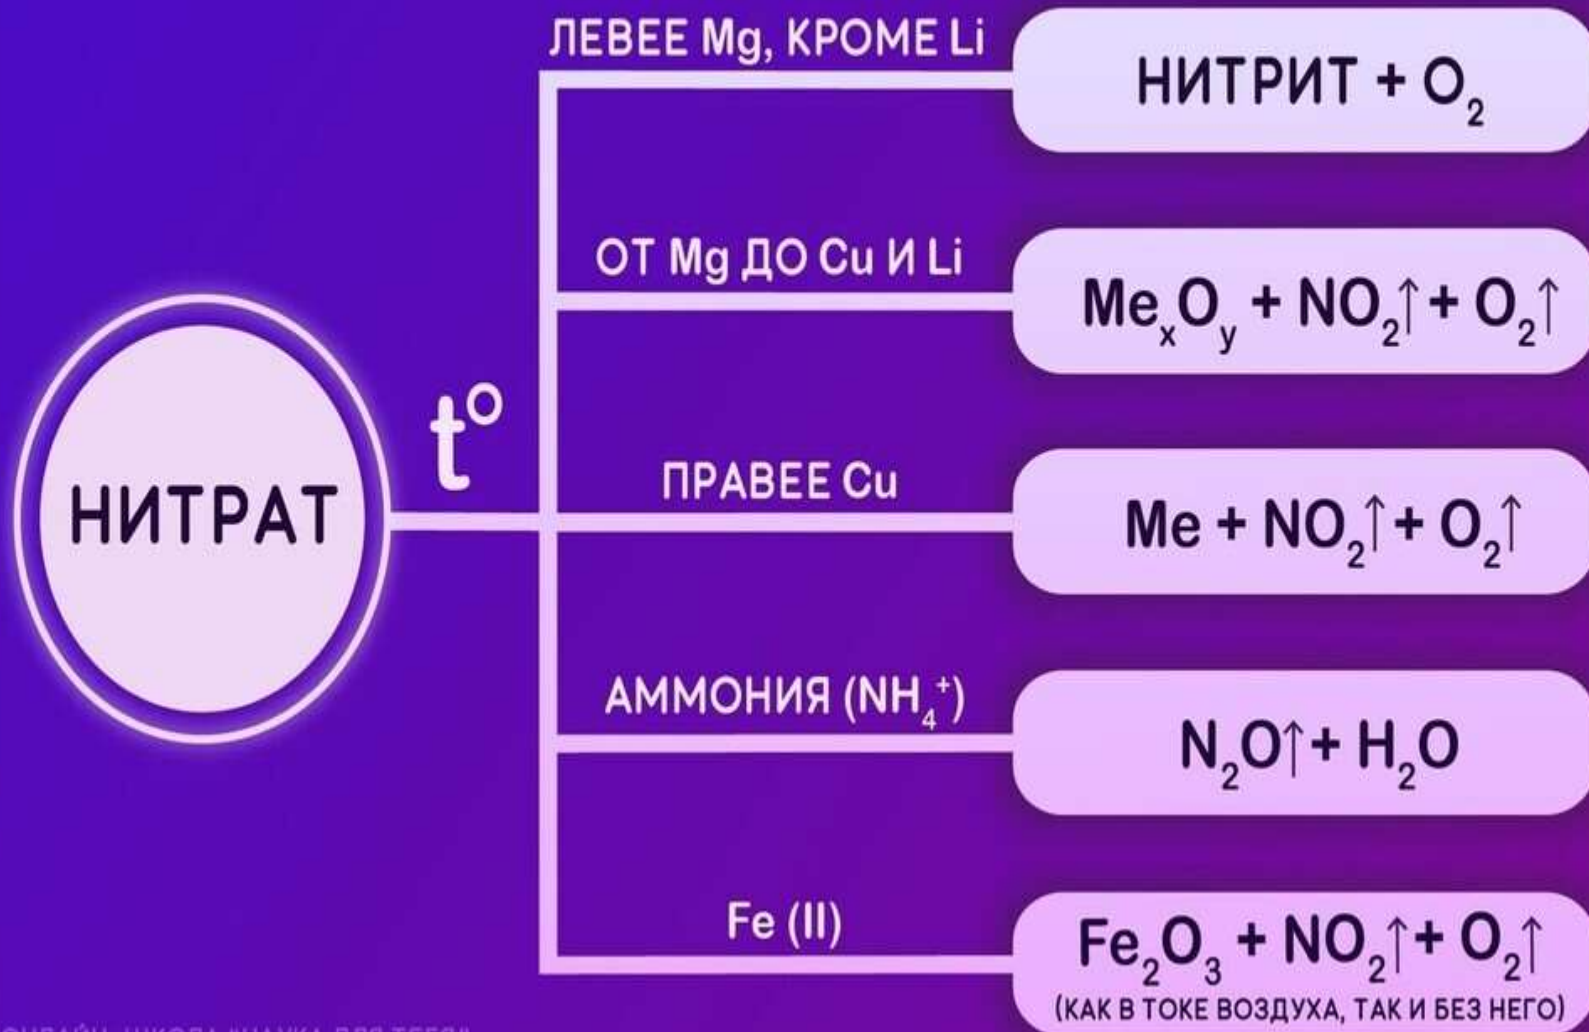 ЛЕВЕЕ Mg, КРОМЕ Li
НИТРИТ + O₂
ОТ Mg ДО Cu И Li
MeₓOᵧ + NO₂↑ + O₂↑
t°
НИТРАТ
ПРАВЕЕ Cu
Me + NO₂↑ + O₂↑
АММОНИЯ (NH₄⁺)
N₂O↑ + H₂O
Fe (II)
Fe₂O₃ + NO₂↑ + O₂↑
(КАК В ТОКЕ ВОЗДУХА, ТАК И БЕЗ НЕГО)